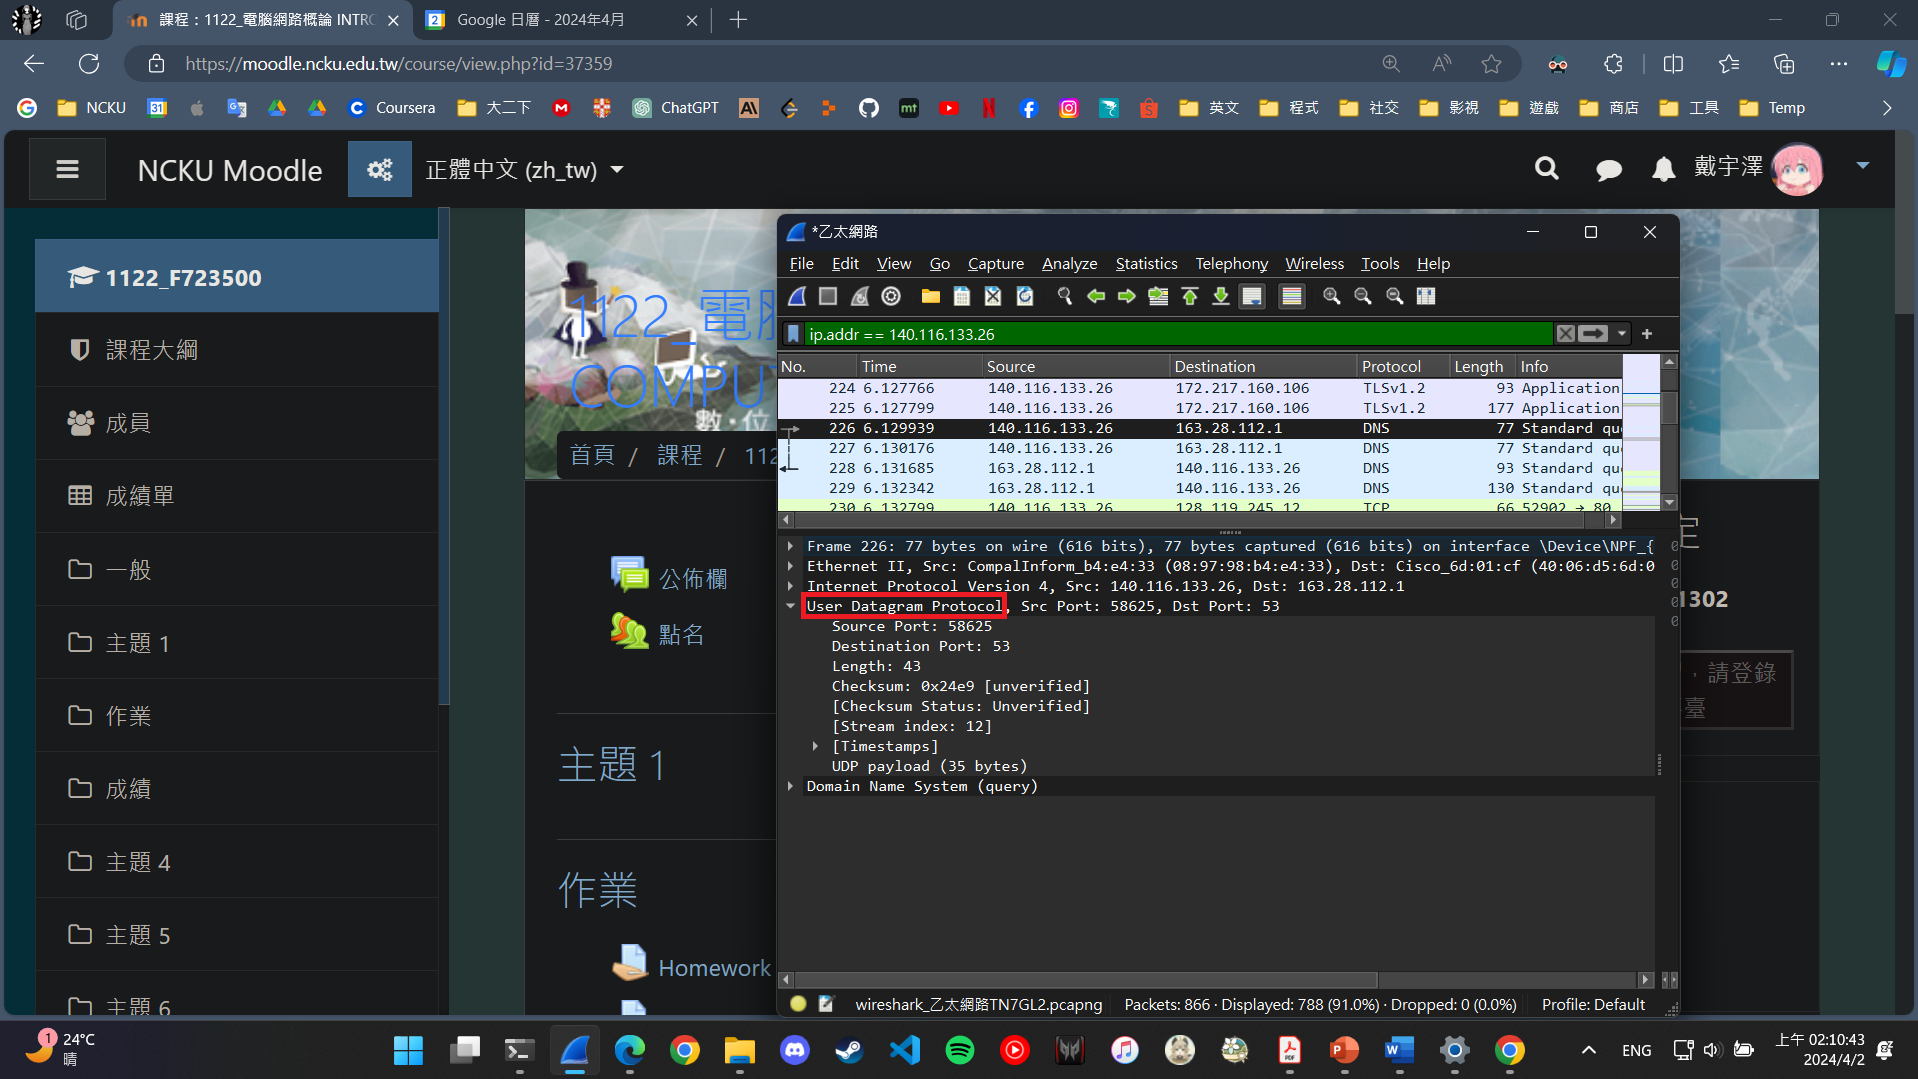 課程：1122_電腦網路概論 INTRO
Google 日曆 - 2024年4月
https://moodle.ncku.edu.tw/course/view.php?id=37359
NCKU
31
Coursera
大二下
ChatGPT
英文
程式
社交
影視
遊戲
商店
工具
Temp
NCKU Moodle
正體中文 (zh_tw)
戴宇澤
1122_F723500
課程大綱
成員
成績單
一般
主題 1
作業
成績
主題 4
主題 5
主題 6
1122_電腦
COMPU
數位
首頁 / 課程 / 112
公佈欄
點名
主題 1
作業
Homework
1302
，請登錄
臺
*乙太網路
File Edit View Go Capture Analyze Statistics Telephony Wireless Tools Help
ip.addr == 140.116.133.26
No. Time Source Destination Protocol Length Info
224 6.127766 140.116.133.26 172.217.160.106 TLSv1.2 93 Application
225 6.127799 140.116.133.26 172.217.160.106 TLSv1.2 177 Application
226 6.129939 140.116.133.26 163.28.112.1 DNS 77 Standard qu
227 6.130176 140.116.133.26 163.28.112.1 DNS 77 Standard qu
228 6.131685 163.28.112.1 140.116.133.26 DNS 93 Standard qu
229 6.132342 163.28.112.1 140.116.133.26 DNS 130 Standard qu
230 6.132799 140.116.133.26 128.119.245.12 TCP 66 52902 → 80
Frame 226: 77 bytes on wire (616 bits), 77 bytes captured (616 bits) on interface \Device\NPF_{
Ethernet II, Src: CompalInform_b4:e4:33 (08:97:98:b4:e4:33), Dst: Cisco_6d:01:cf (40:06:d5:6d:0
Internet Protocol Version 4, Src: 140.116.133.26, Dst: 163.28.112.1
User Datagram Protocol, Src Port: 58625, Dst Port: 53
Source Port: 58625
Destination Port: 53
Length: 43
Checksum: 0x24e9 [unverified]
[Checksum Status: Unverified]
[Stream index: 12]
[Timestamps]
UDP payload (35 bytes)
Domain Name System (query)
wireshark_乙太網路TN7GL2.pcapng
Packets: 866 · Displayed: 788 (91.0%) · Dropped: 0 (0.0%)
Profile: Default
1
24°C
晴
ENG
上午 02:10:43
2024/4/2